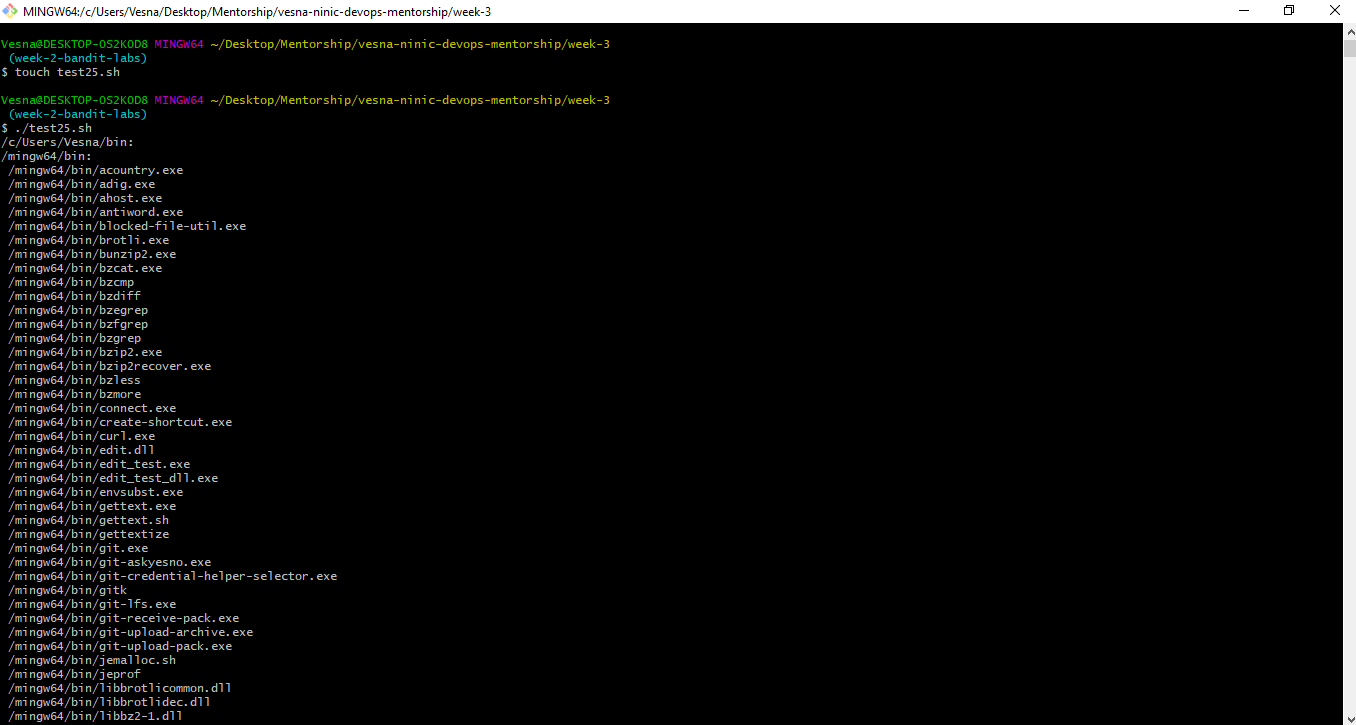 MINGW64:/c/Users/Vesna/Desktop/Mentorship/vesna-ninic-devops-mentorship/week-3
Vesna@DESKTOP-OS2KOD8 MINGW64 ~/Desktop/Mentorship/vesna-ninic-devops-mentorship/week-3
(week-2-bandit-labs)
$ touch test25.sh
Vesna@DESKTOP-OS2KOD8 MINGW64 ~/Desktop/Mentorship/vesna-ninic-devops-mentorship/week-3
(week-2-bandit-labs)
$ ./test25.sh
/c/Users/Vesna/bin:
/mingw64/bin:
/mingw64/bin/acountry.exe
/mingw64/bin/adig.exe
/mingw64/bin/ahost.exe
/mingw64/bin/antiword.exe
/mingw64/bin/blocked-file-util.exe
/mingw64/bin/brotli.exe
/mingw64/bin/bunzip2.exe
/mingw64/bin/bzcat.exe
/mingw64/bin/bzcmp
/mingw64/bin/bzdiff
/mingw64/bin/bzegrep
/mingw64/bin/bzfgrep
/mingw64/bin/bzgrep
/mingw64/bin/bzip2.exe
/mingw64/bin/bzip2recover.exe
/mingw64/bin/bzless
/mingw64/bin/bzmore
/mingw64/bin/connect.exe
/mingw64/bin/create-shortcut.exe
/mingw64/bin/curl.exe
/mingw64/bin/edit.dll
/mingw64/bin/edit_test.exe
/mingw64/bin/edit_test_dll.exe
/mingw64/bin/envsubst.exe
/mingw64/bin/gettext.exe
/mingw64/bin/gettext.sh
/mingw64/bin/gettextize
/mingw64/bin/git.exe
/mingw64/bin/git-askyesno.exe
/mingw64/bin/git-credential-helper-selector.exe
/mingw64/bin/gitk
/mingw64/bin/git-lfs.exe
/mingw64/bin/git-receive-pack.exe
/mingw64/bin/git-upload-archive.exe
/mingw64/bin/git-upload-pack.exe
/mingw64/bin/jemalloc.sh
/mingw64/bin/jeprof
/mingw64/bin/libbrotlicommon.dll
/mingw64/bin/libbrotlidec.dll
/mingw64/bin/libbz2-1.dll